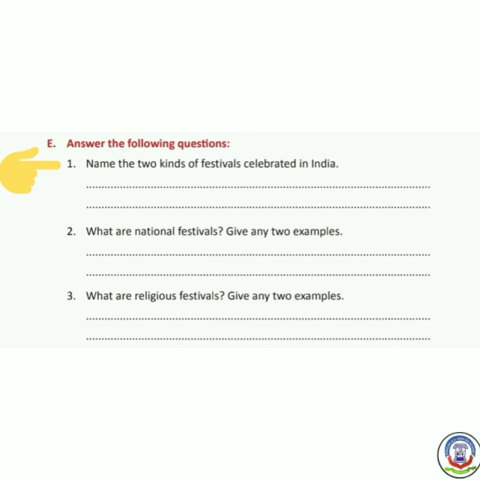 E. Answer the following questions:
1. Name the two kinds of festivals celebrated in India.
2. What are national festivals? Give any two examples.
3. What are religious festivals? Give any two examples.